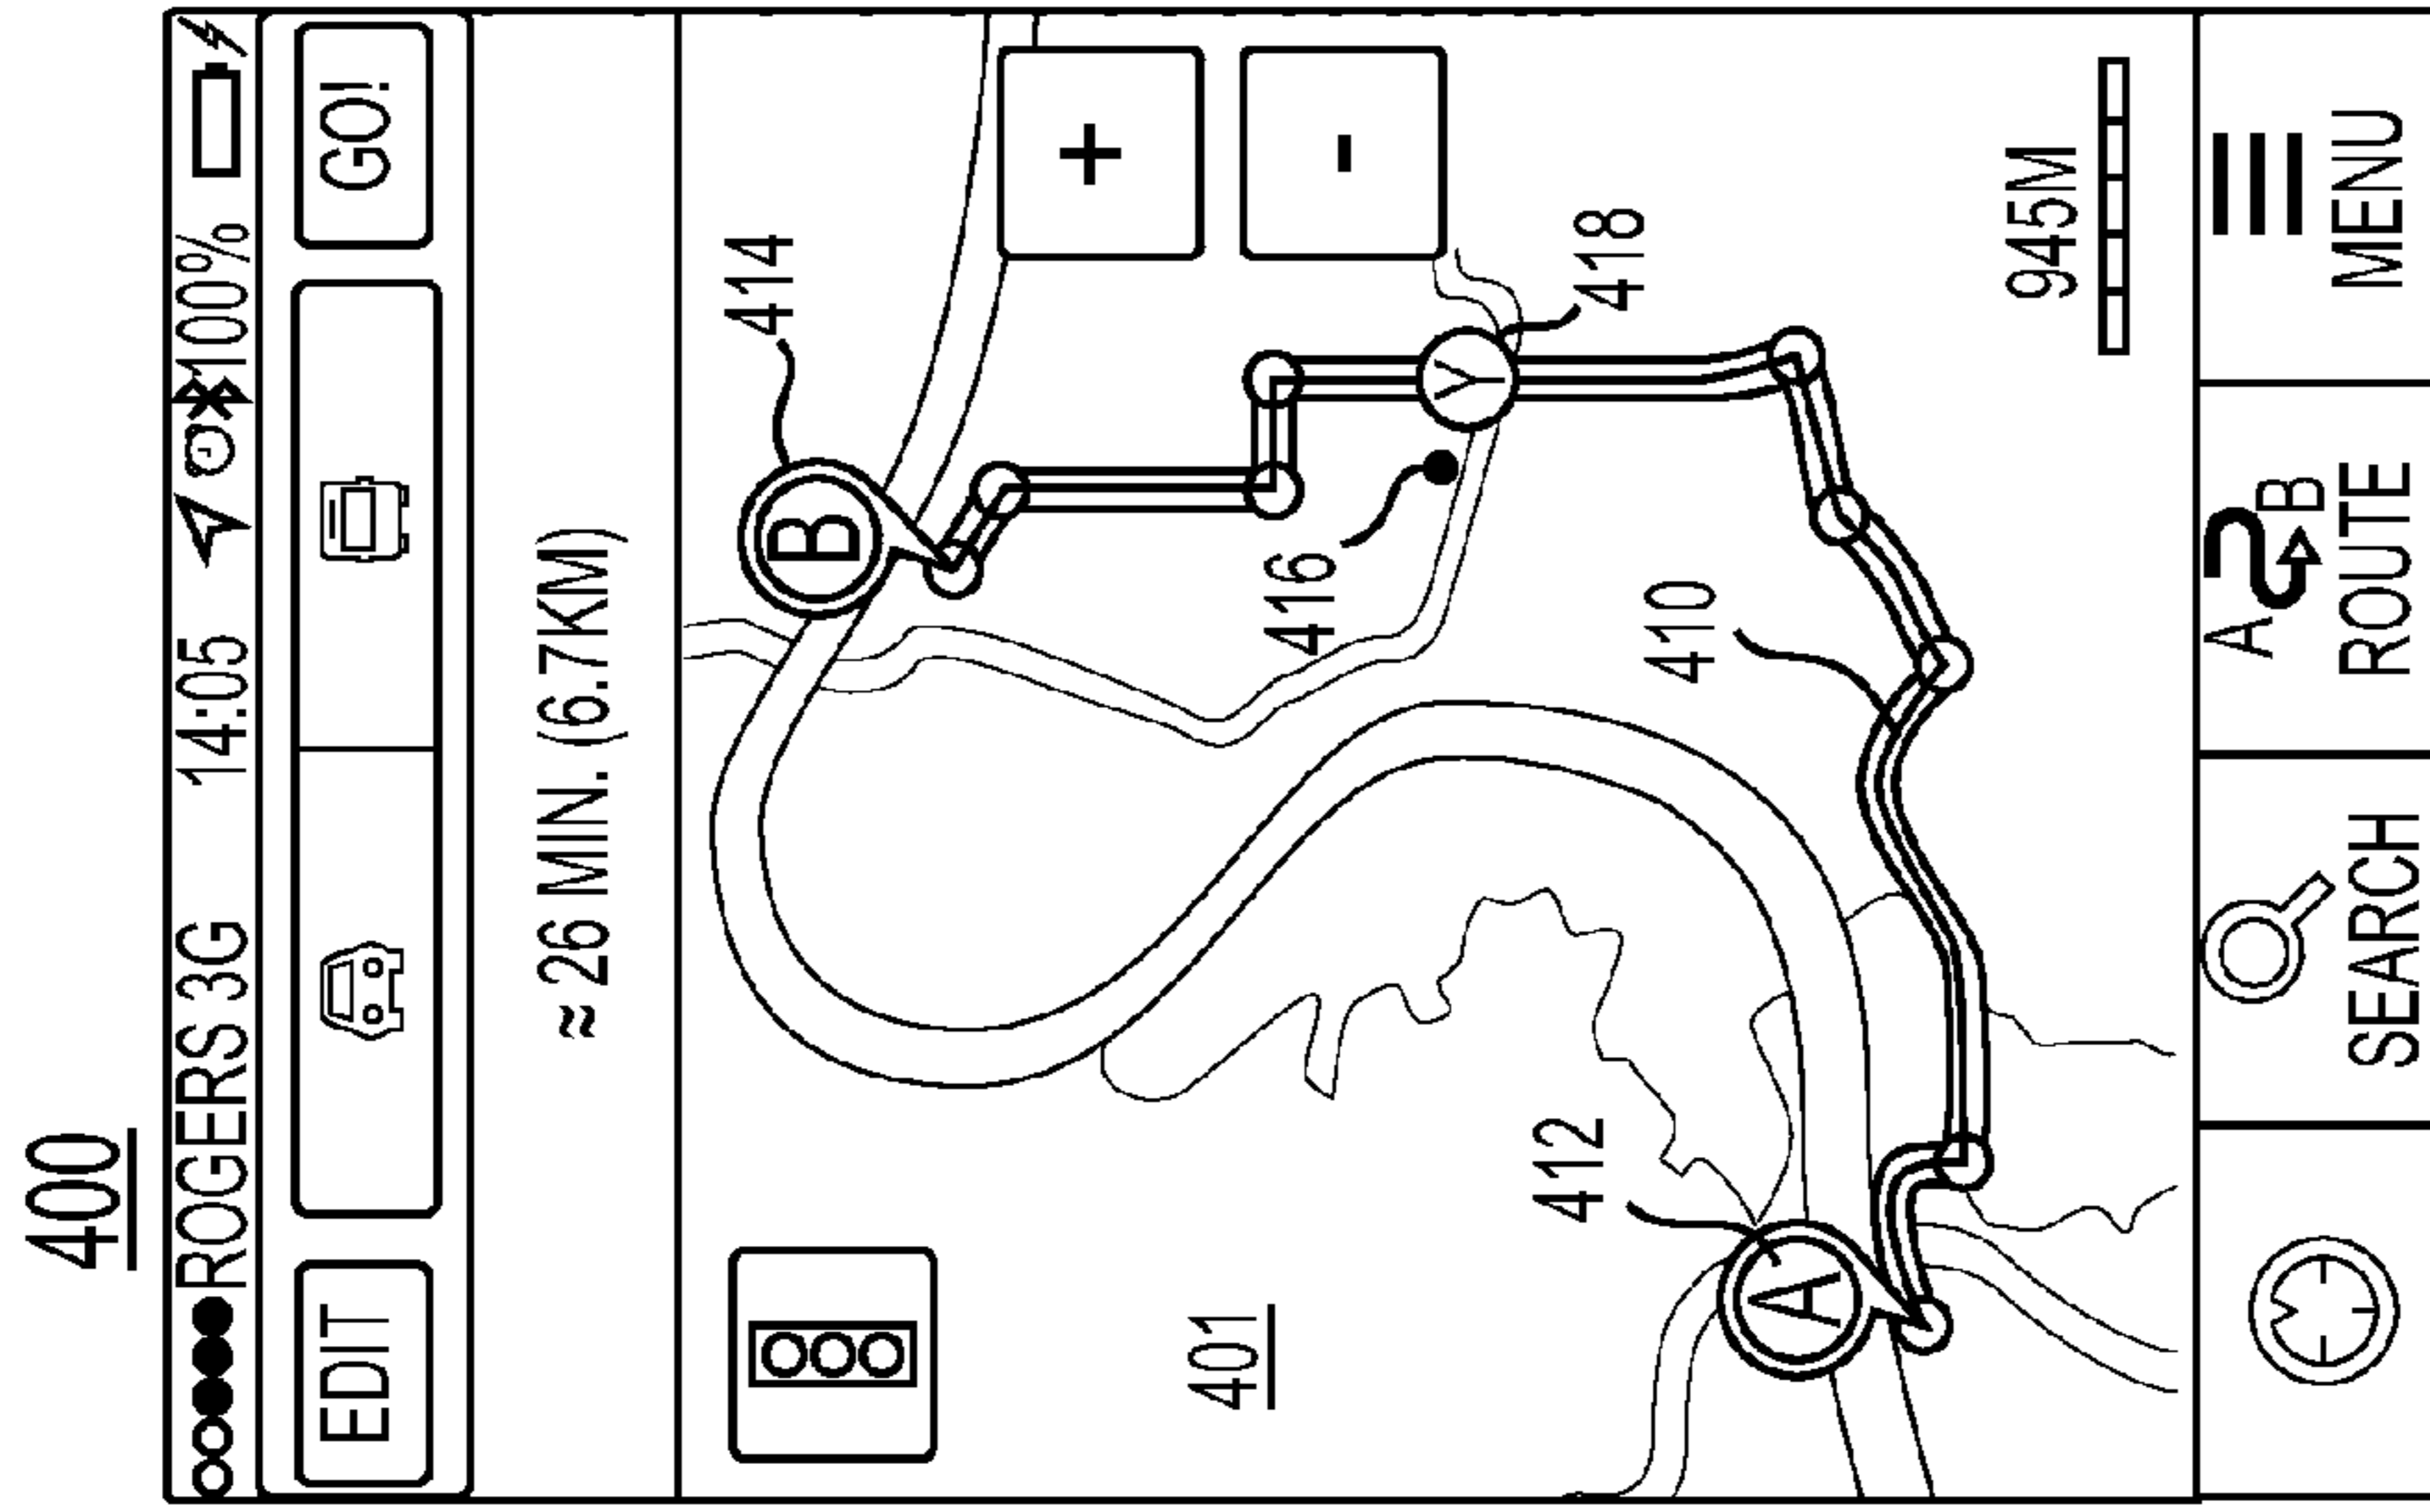 400
ROGERS 3G 14:05 100%
EDIT GO!
≈ 26 MIN. (6.7KM)
414
B
+
-
401
416
418
Y
410
412
A
945M
A B
SEARCH ROUTE MENU